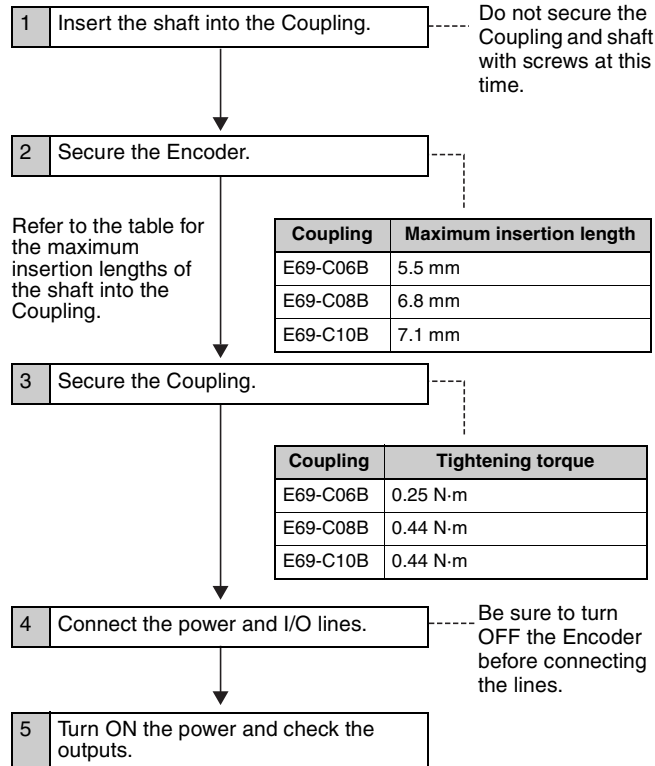 1 Insert the shaft into the Coupling.
Do not secure the
Coupling and shaft
with screws at this
time.
2 Secure the Encoder.
Refer to the table for
the maximum
insertion lengths of
the shaft into the
Coupling.
Coupling Maximum insertion length
E69-C06B 5.5 mm
E69-C08B 6.8 mm
E69-C10B 7.1 mm
3 Secure the Coupling.
Coupling Tightening torque
E69-C06B 0.25 N·m
E69-C08B 0.44 N·m
E69-C10B 0.44 N·m
4 Connect the power and I/O lines.
Be sure to turn
OFF the Encoder
before connecting
the lines.
5 Turn ON the power and check the
outputs.